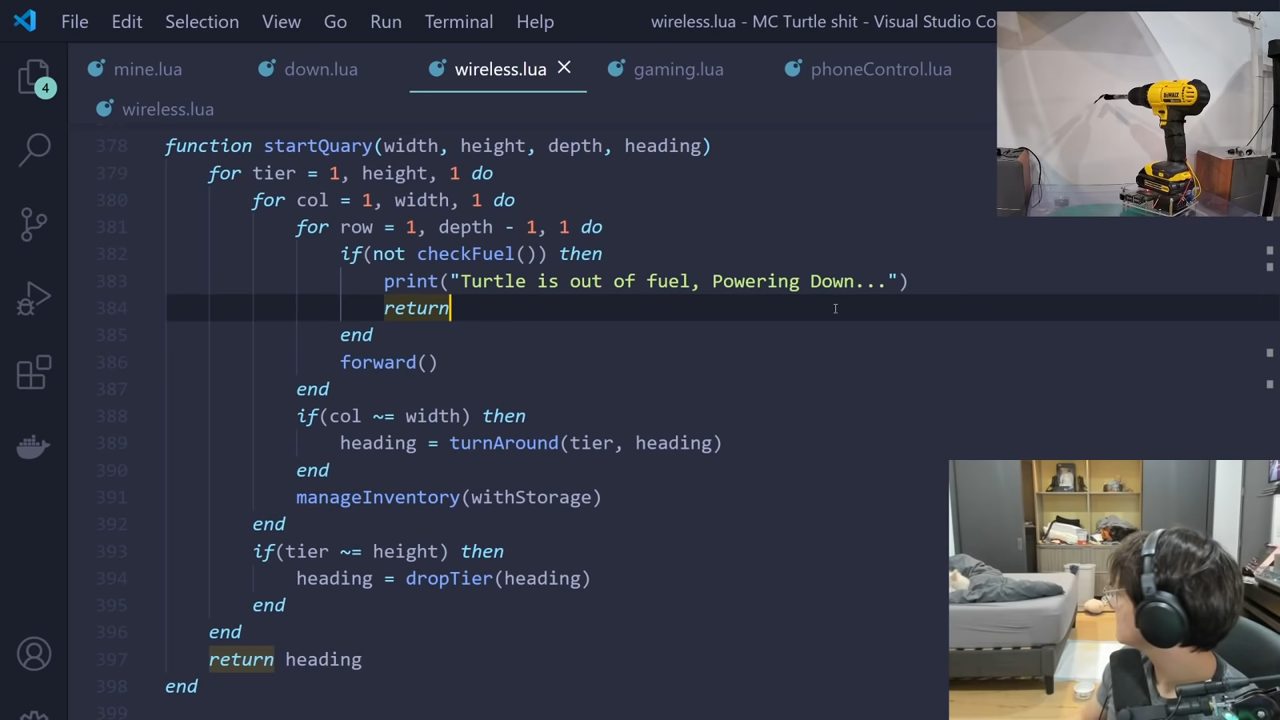 File Edit Selection View Go Run Terminal Help wireless.lua - MC Turtle shit - Visual Studio Co
mine.lua down.lua wireless.lua gaming.lua phoneControl.lua
4
wireless.lua
378 function startQuary(width, height, depth, heading)
379 for tier = 1, height, 1 do
380 for col = 1, width, 1 do
381 for row = 1, depth - 1, 1 do
382 if(not checkFuel()) then
383 print("Turtle is out of fuel, Powering Down...")
384 return
385 end
386 forward()
387 end
388 if(col ~= width) then
389 heading = turnAround(tier, heading)
390 end
391 manageInventory(withStorage)
392 end
393 if(tier ~= height) then
394 heading = dropTier(heading)
395 end
396 end
397 return heading
398 end
399
DEWALT